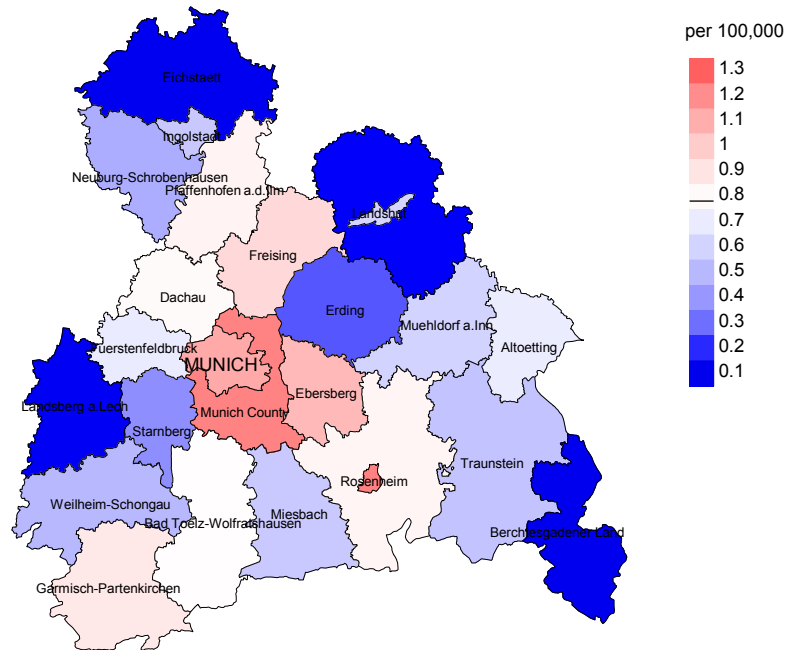 per 100,000
1.3
1.2
1.1
1
0.9
0.8
0.7
0.6
0.5
0.4
0.3
0.2
0.1
Eichstaett
Ingolstadt
Neuburg-Schrobenhausen
Pfaffenhofen a.d.Ilm
Landshut
Freising
Dachau
Erding
Muehldorf a.Inn
Altoetting
Fuerstenfeldbruck
MUNICH
Ebersberg
Landsberg a.Lech
Munich County
Starnberg
Traunstein
Rosenheim
Weilheim-Schongau
Miesbach
Bad Toelz-Wolfratshausen
Berchtesgadener Land
Garmisch-Partenkirchen